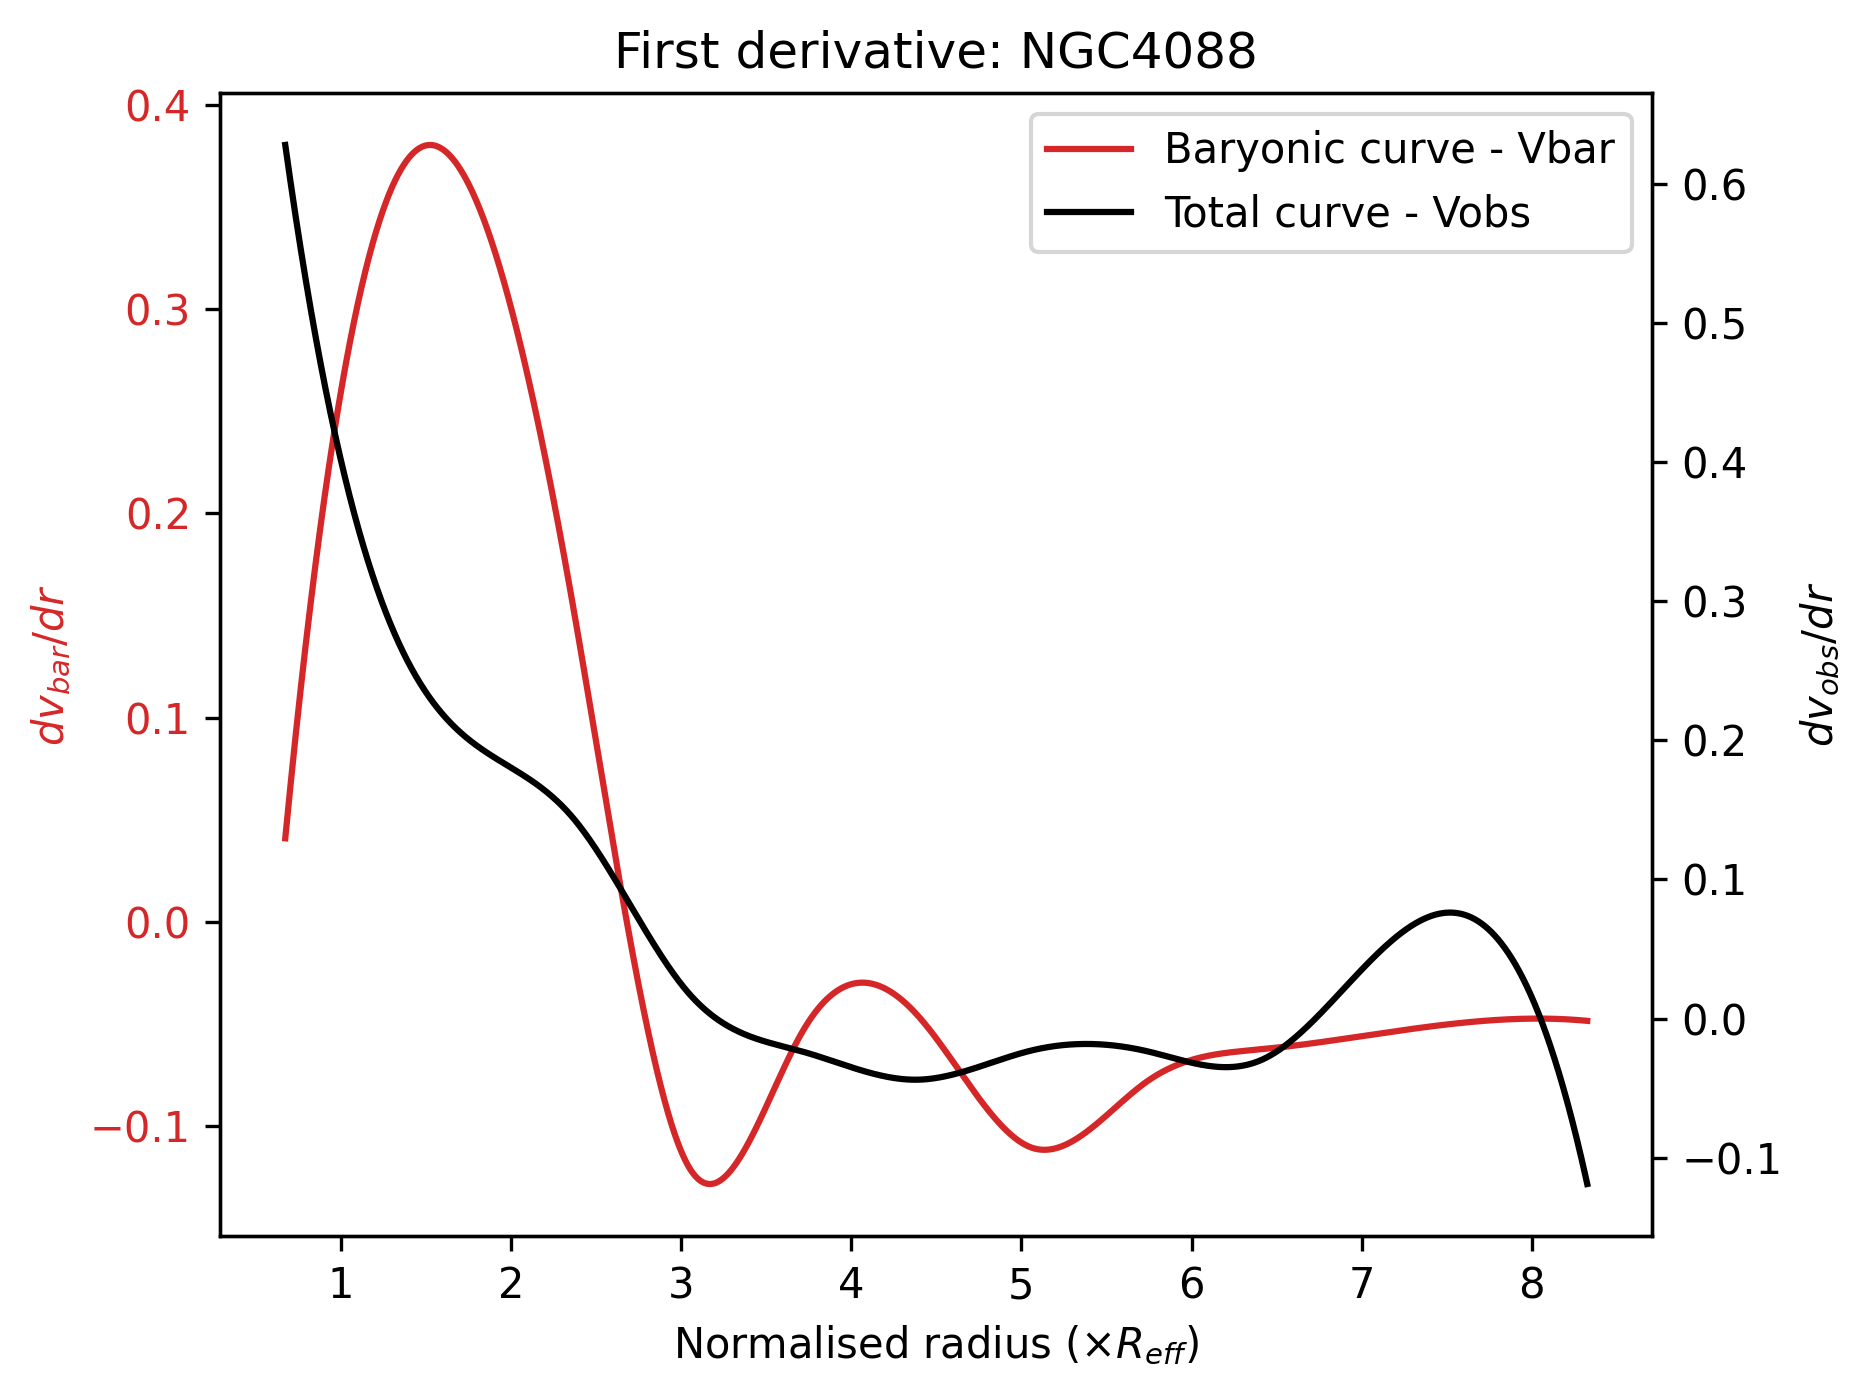 First derivative: NGC4088
Baryonic curve - Vbar
Total curve - Vobs
0.4
0.3
0.2
0.1
0.0
−0.1
dv_bar/dr
0.6
0.5
0.4
0.3
0.2
0.1
0.0
−0.1
dv_obs/dr
1 2 3 4 5 6 7 8
Normalised radius (×R_eff)